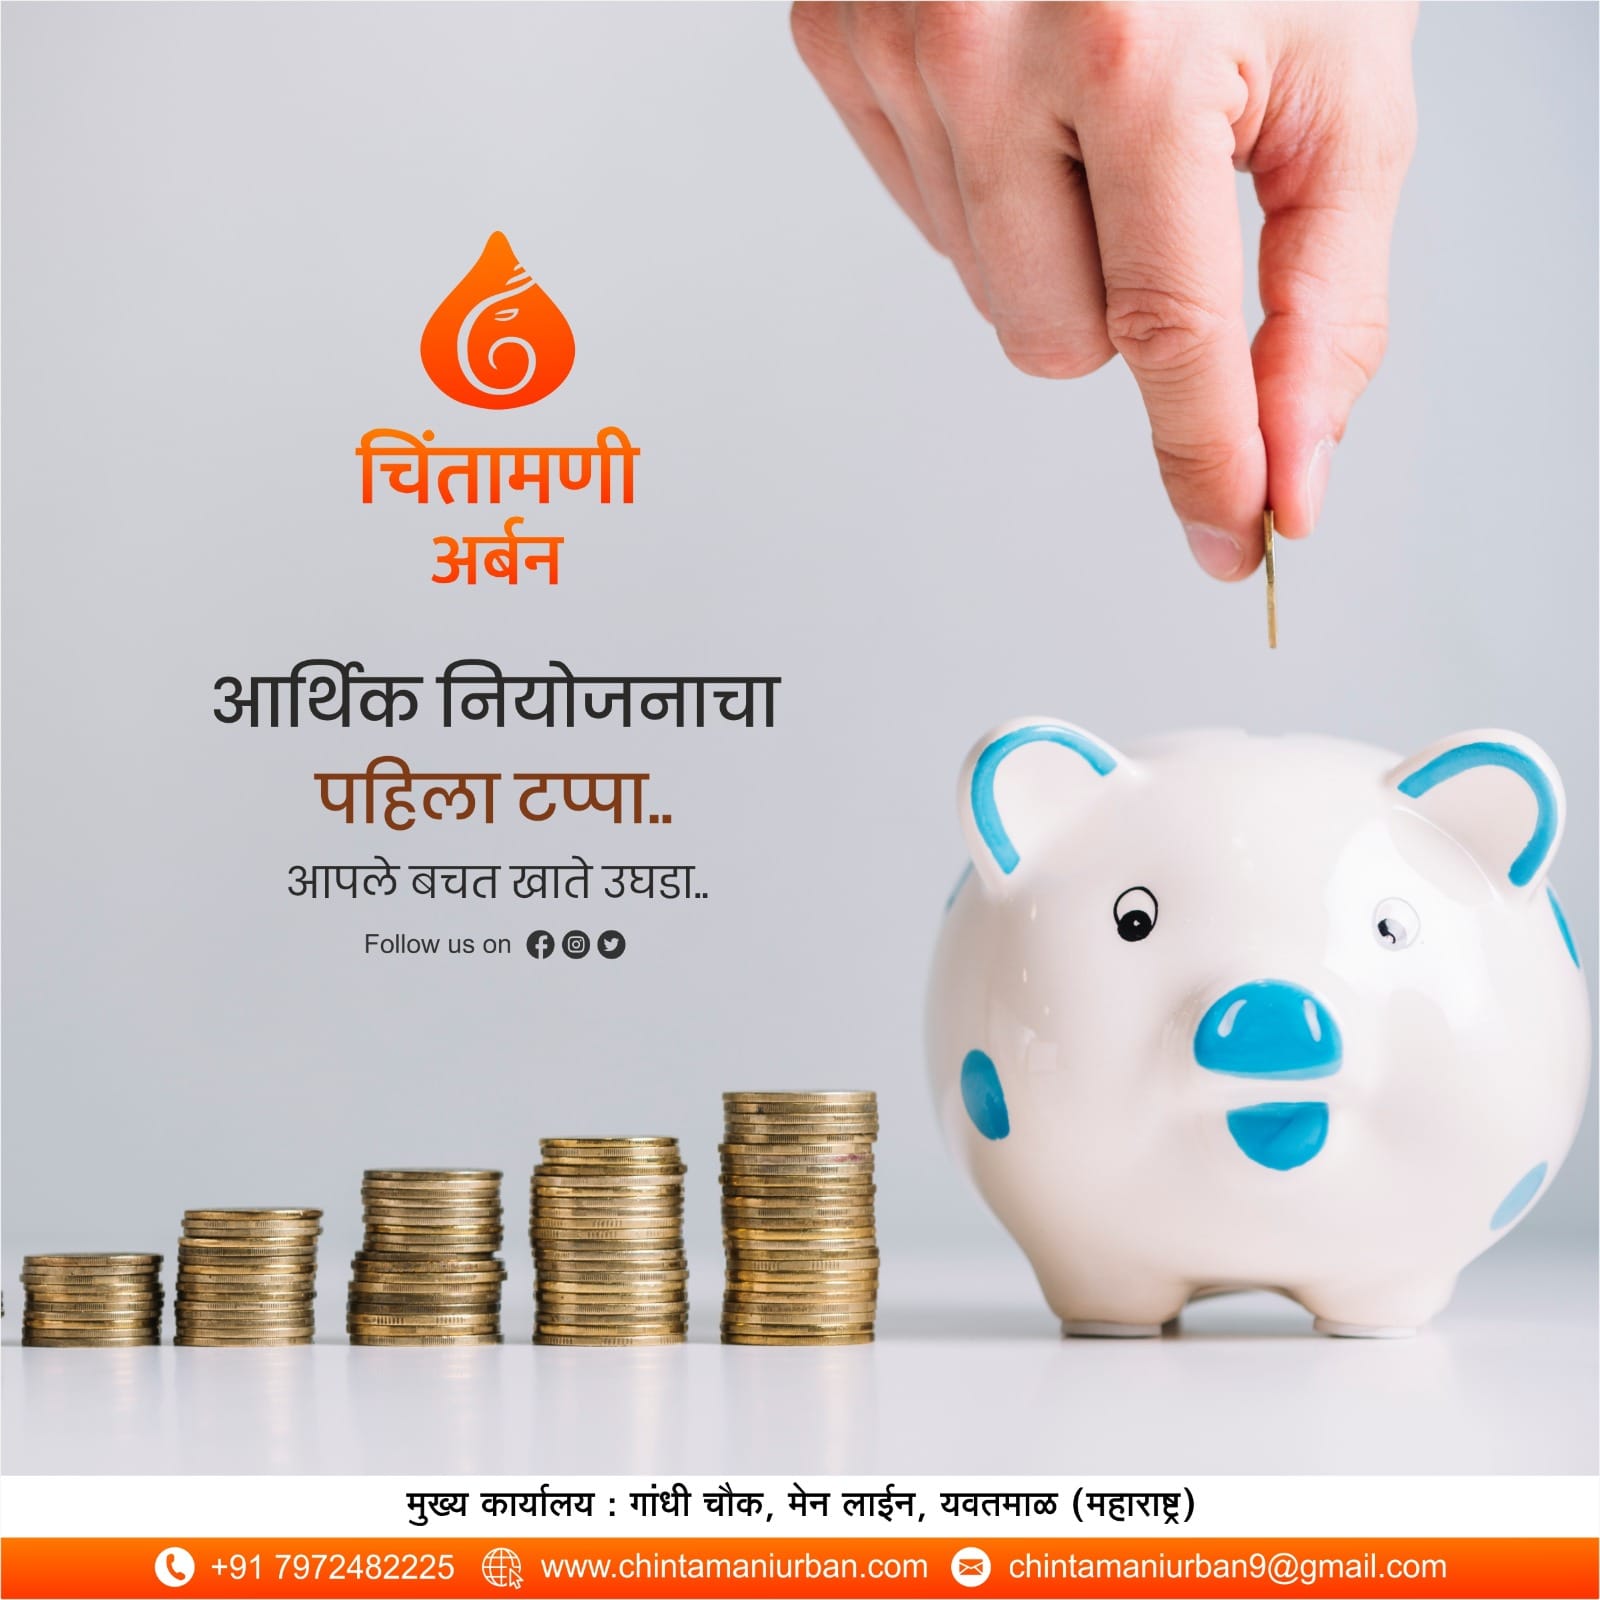 चिंतामणी
अर्बन
आर्थिक नियोजनाचा
पहिला टप्पा..
आपले बचत खाते उघडा..
Follow us on
मुख्य कार्यालय : गांधी चौक, मेन लाईन, यवतमाळ (महाराष्ट्र)
+91 7972482225 www.chintamaniurban.com chintamaniurban9@gmail.com